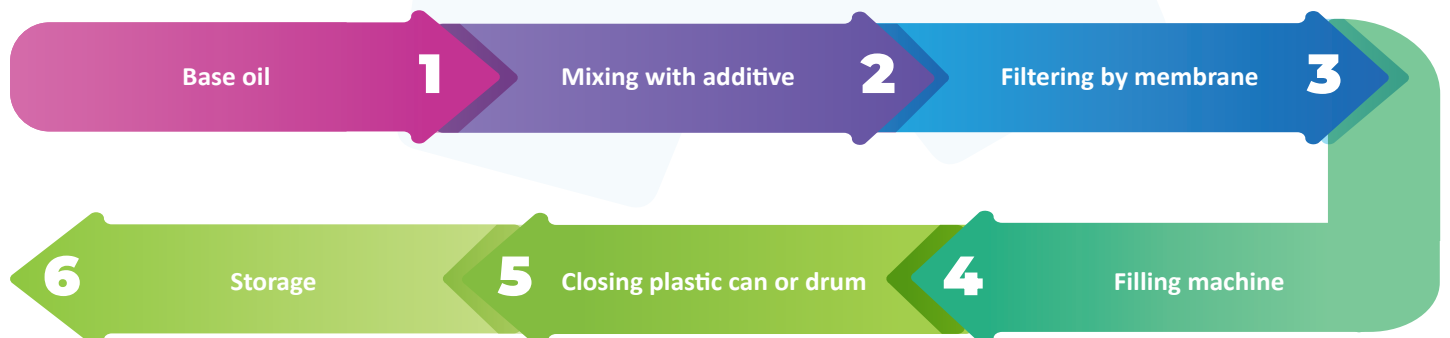 Base oil 1
Mixing with additive 2
Filtering by membrane 3
4 Filling machine
5 Closing plastic can or drum
6 Storage